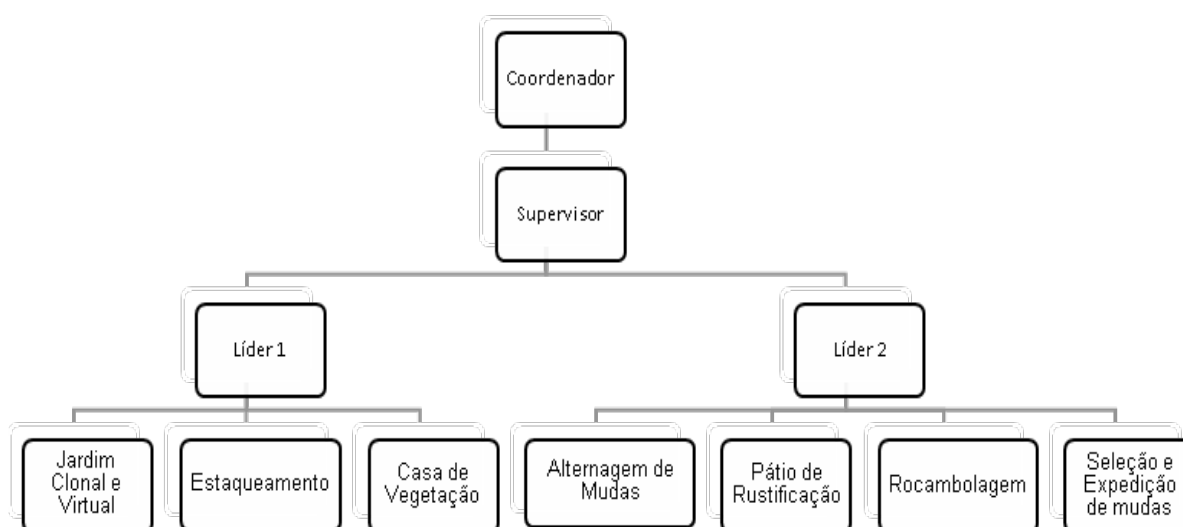 Coordenador
Supervisor
Líder 1
Líder 2
Jardim
Clonal e
Virtual
Estaqueamento
Casa de
Vegetação
Alternagem de
Mudas
Pátio de
Rustificação
Rocambolagem
Seleção e
Expedição
de mudas